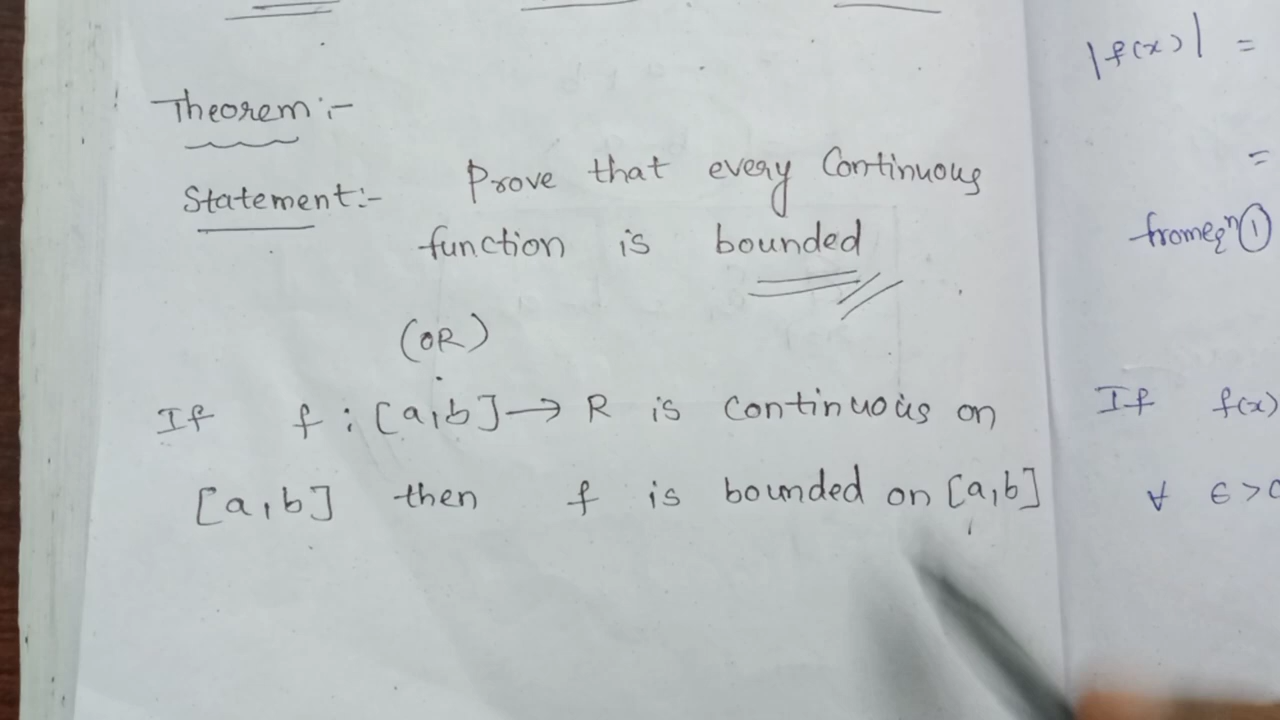 Theorem :-
Statement:- Prove that every Continuous
function is bounded
(OR)
If f : [a,b] → R is continuous on
[a,b] then f is bounded on [a,b]
|f(x)| =
=
from eqⁿ ①
If f(x)
∀ ϵ >